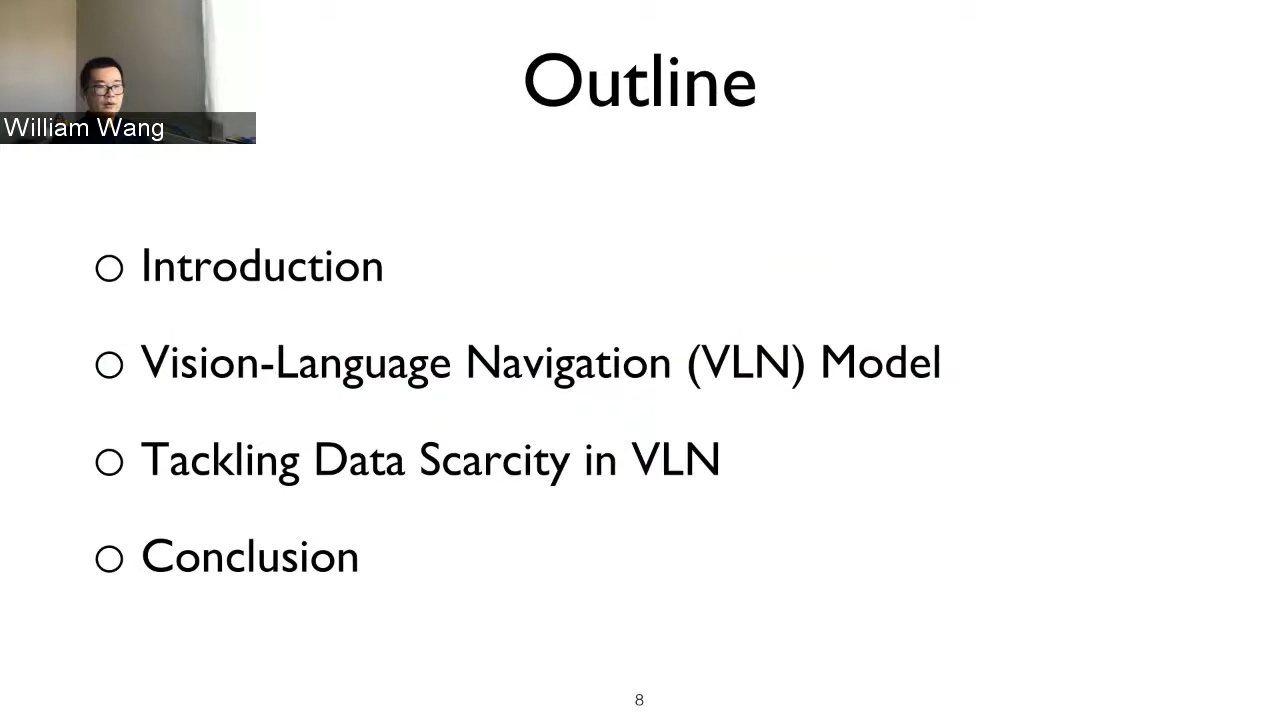 William Wang
Outline
Introduction
Vision-Language Navigation (VLN) Model
Tackling Data Scarcity in VLN
Conclusion
8